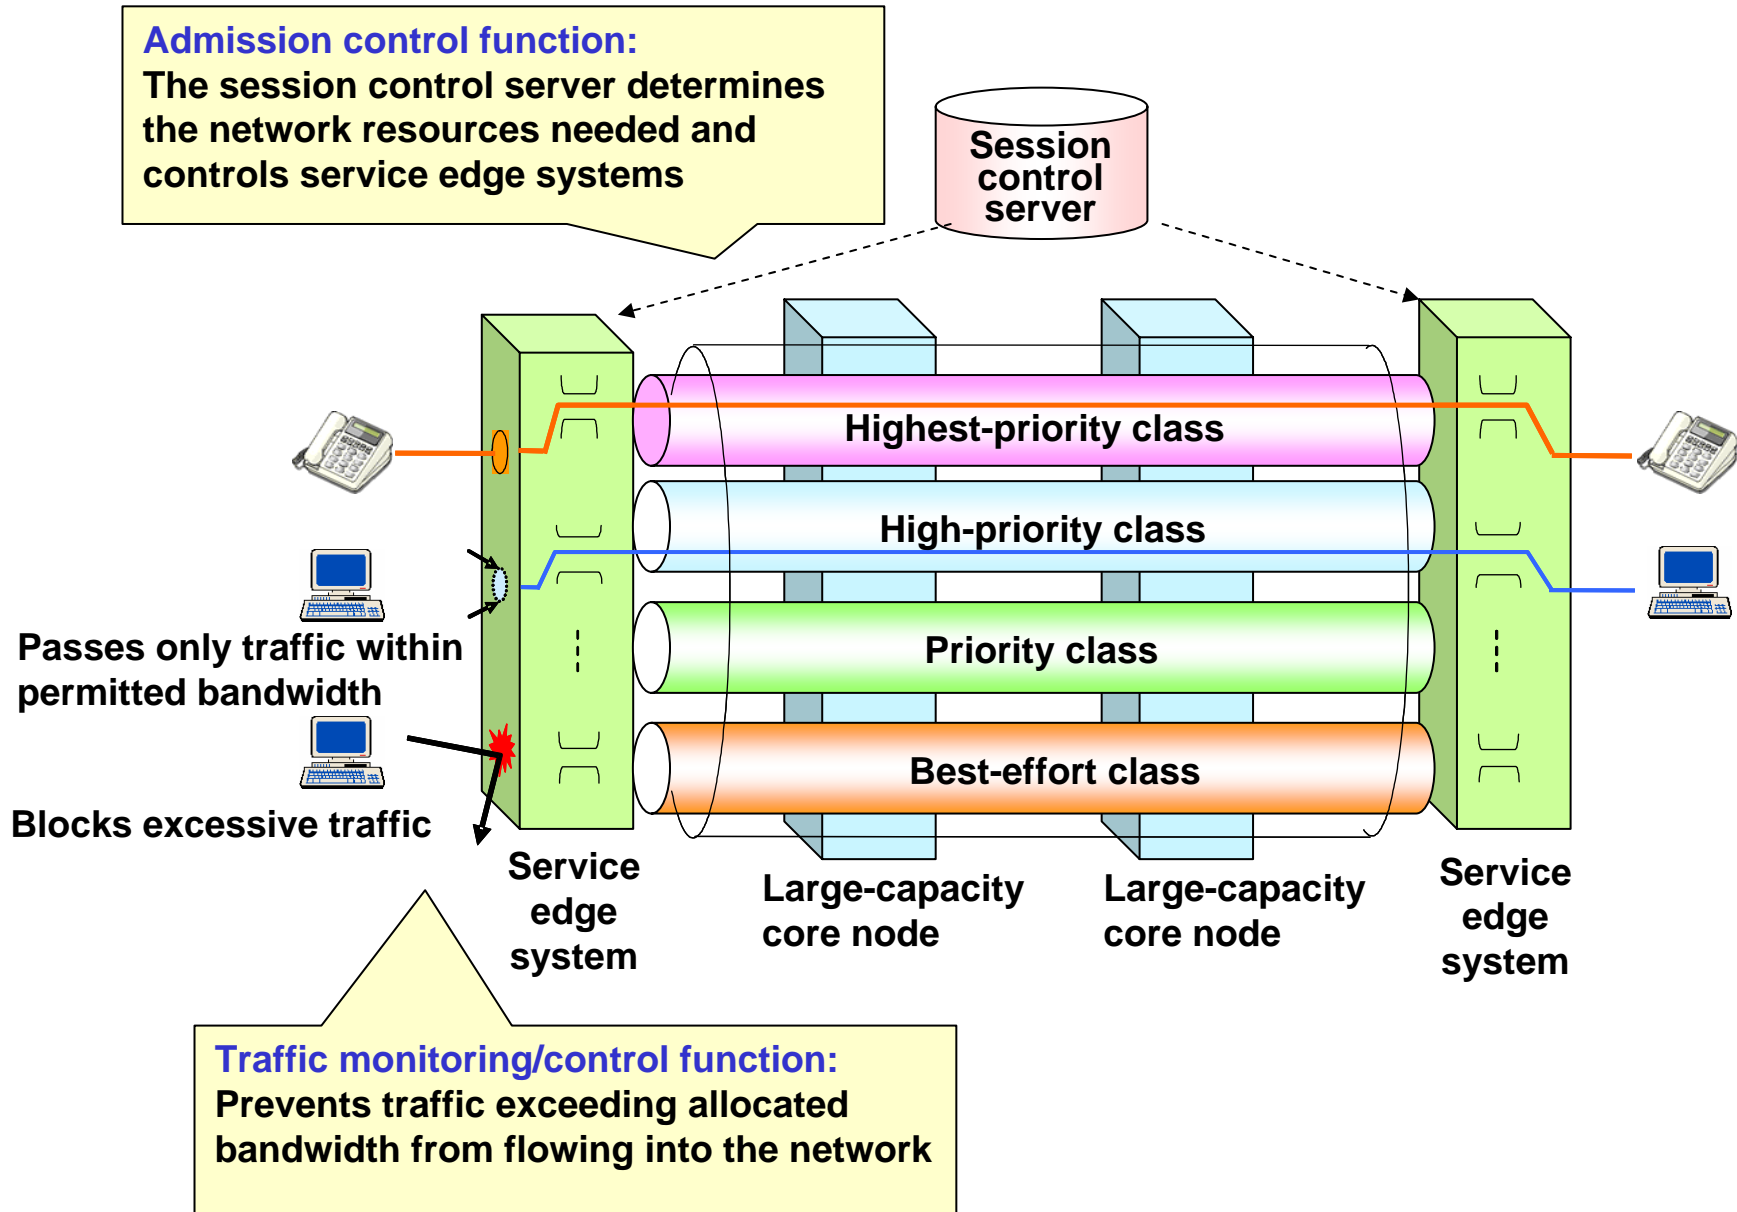 Admission control function:
The session control server determines
the network resources needed and
controls service edge systems
Session
control
server
Highest-priority class
High-priority class
Passes only traffic within
permitted bandwidth
Priority class
Best-effort class
Blocks excessive traffic
Service
edge
system
Large-capacity
core node
Large-capacity
core node
Service
edge
system
Traffic monitoring/control function:
Prevents traffic exceeding allocated
bandwidth from flowing into the network